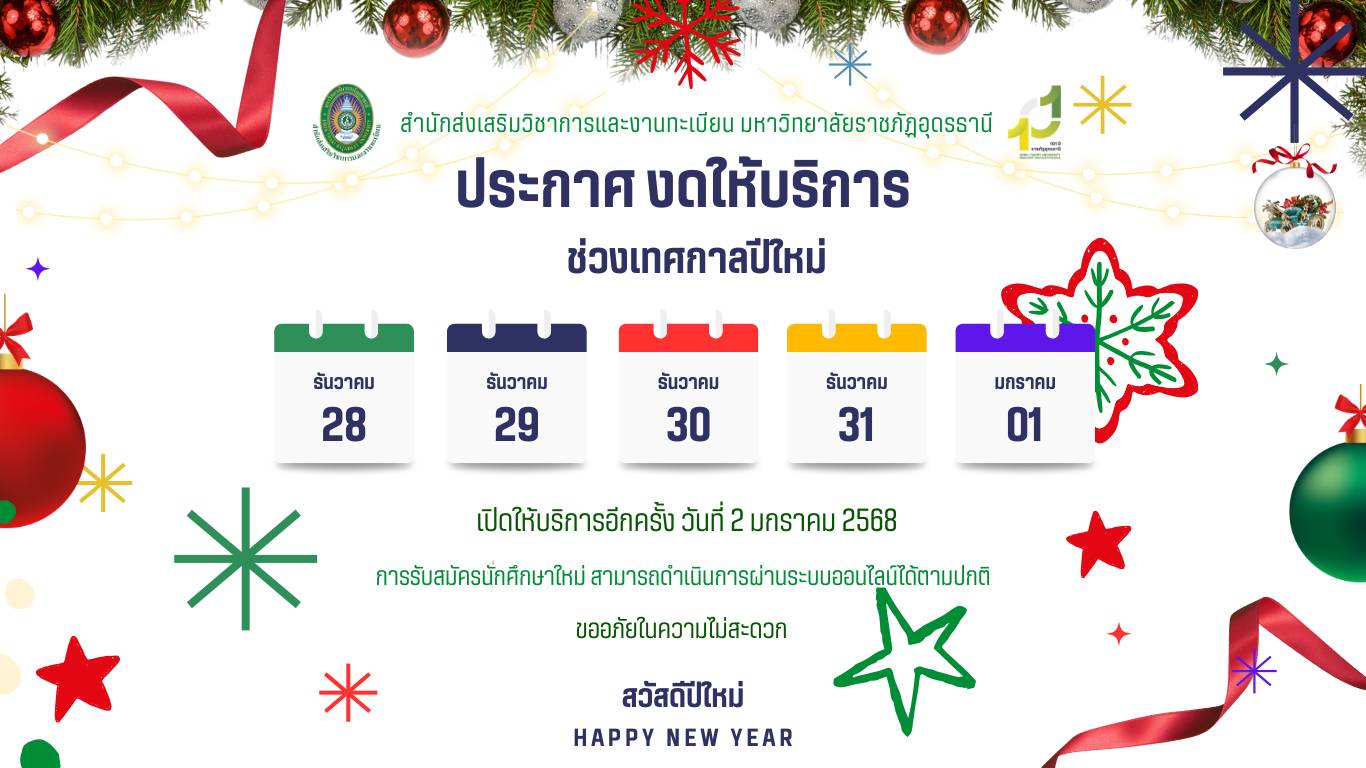 สำนักส่งเสริมวิชาการและงานทะเบียน มหาวิทยาลัยราชภัฏอุดรธานี
ประกาศ งดให้บริการ
ช่วงเทศกาลปีใหม่
ธันวาคม
28
ธันวาคม
29
ธันวาคม
30
ธันวาคม
31
มกราคม
01
เปิดให้บริการอีกครั้ง วันที่ 2 มกราคม 2568
การรับสมัครนักศึกษาใหม่ สามารถดำเนินการผ่านระบบออนไลน์ได้ตามปกติ
ขออภัยในความไม่สะดวก
สวัสดีปีใหม่
HAPPY NEW YEAR